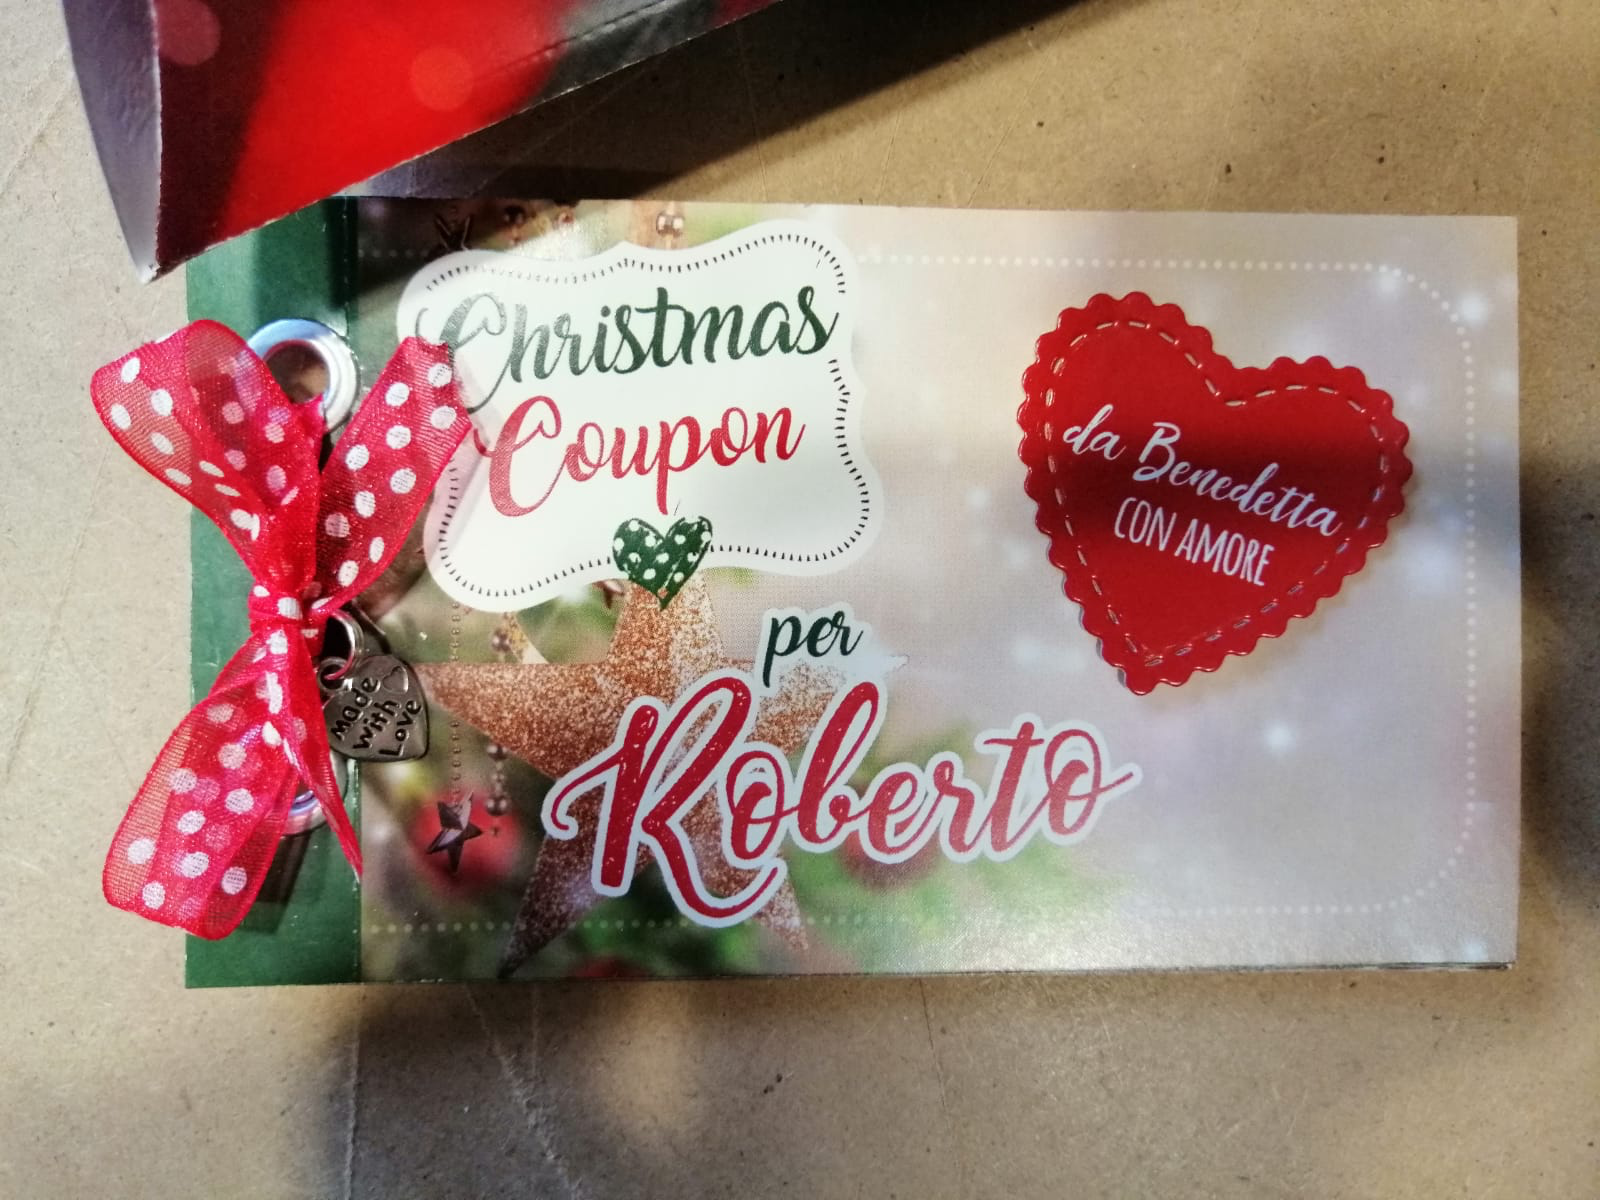 Christmas
Coupon
per
Roberto
da Benedetta
CON AMORE
Made
with
Love